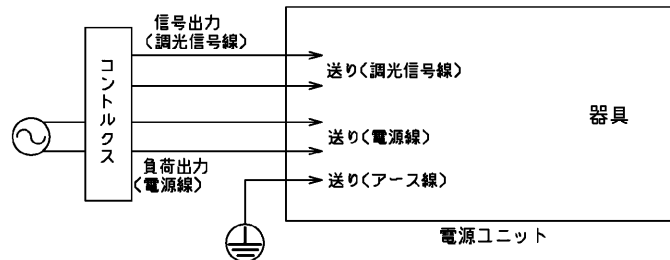 信号出力
(調光信号線)
コントルクス
送り(調光信号線)
器具
送り(電源線)
負荷出力
(電源線)
送り(アース線)
電源ユニット